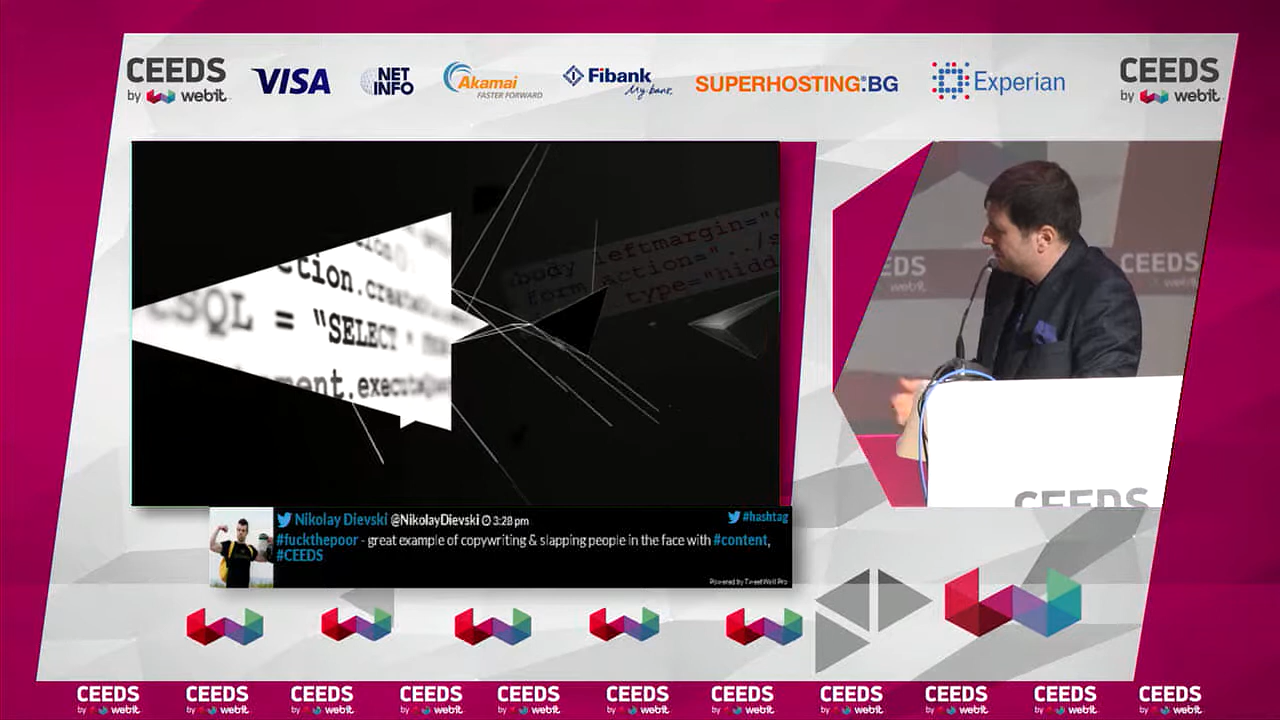 CEEDS
by webit
VISA
NET
INFO
Akamai
FASTER FORWARD
Fibank
My bank.
SUPERHOSTING.BG
Experian
CEEDS
by webit
ction.create
SQL = "SELECT *
ment.execute
body leftmargin="
form action="../s
type="hidd
EDS
webit
CEEDS
webit
CEEDS
Nikolay Dievski @NikolayDievski 3:28 pm
#hashtag
#fuckthepoor - great example of copywriting & slapping people in the face with #content,
#CEEDS
Powered by Tweet Wall Pro
CEEDS CEEDS CEEDS CEEDS CEEDS CEEDS CEEDS CEEDS CEEDS CEEDS CEEDS
by webit by webit by webit by webit by webit by webit by webit by webit by webit by webit by webit